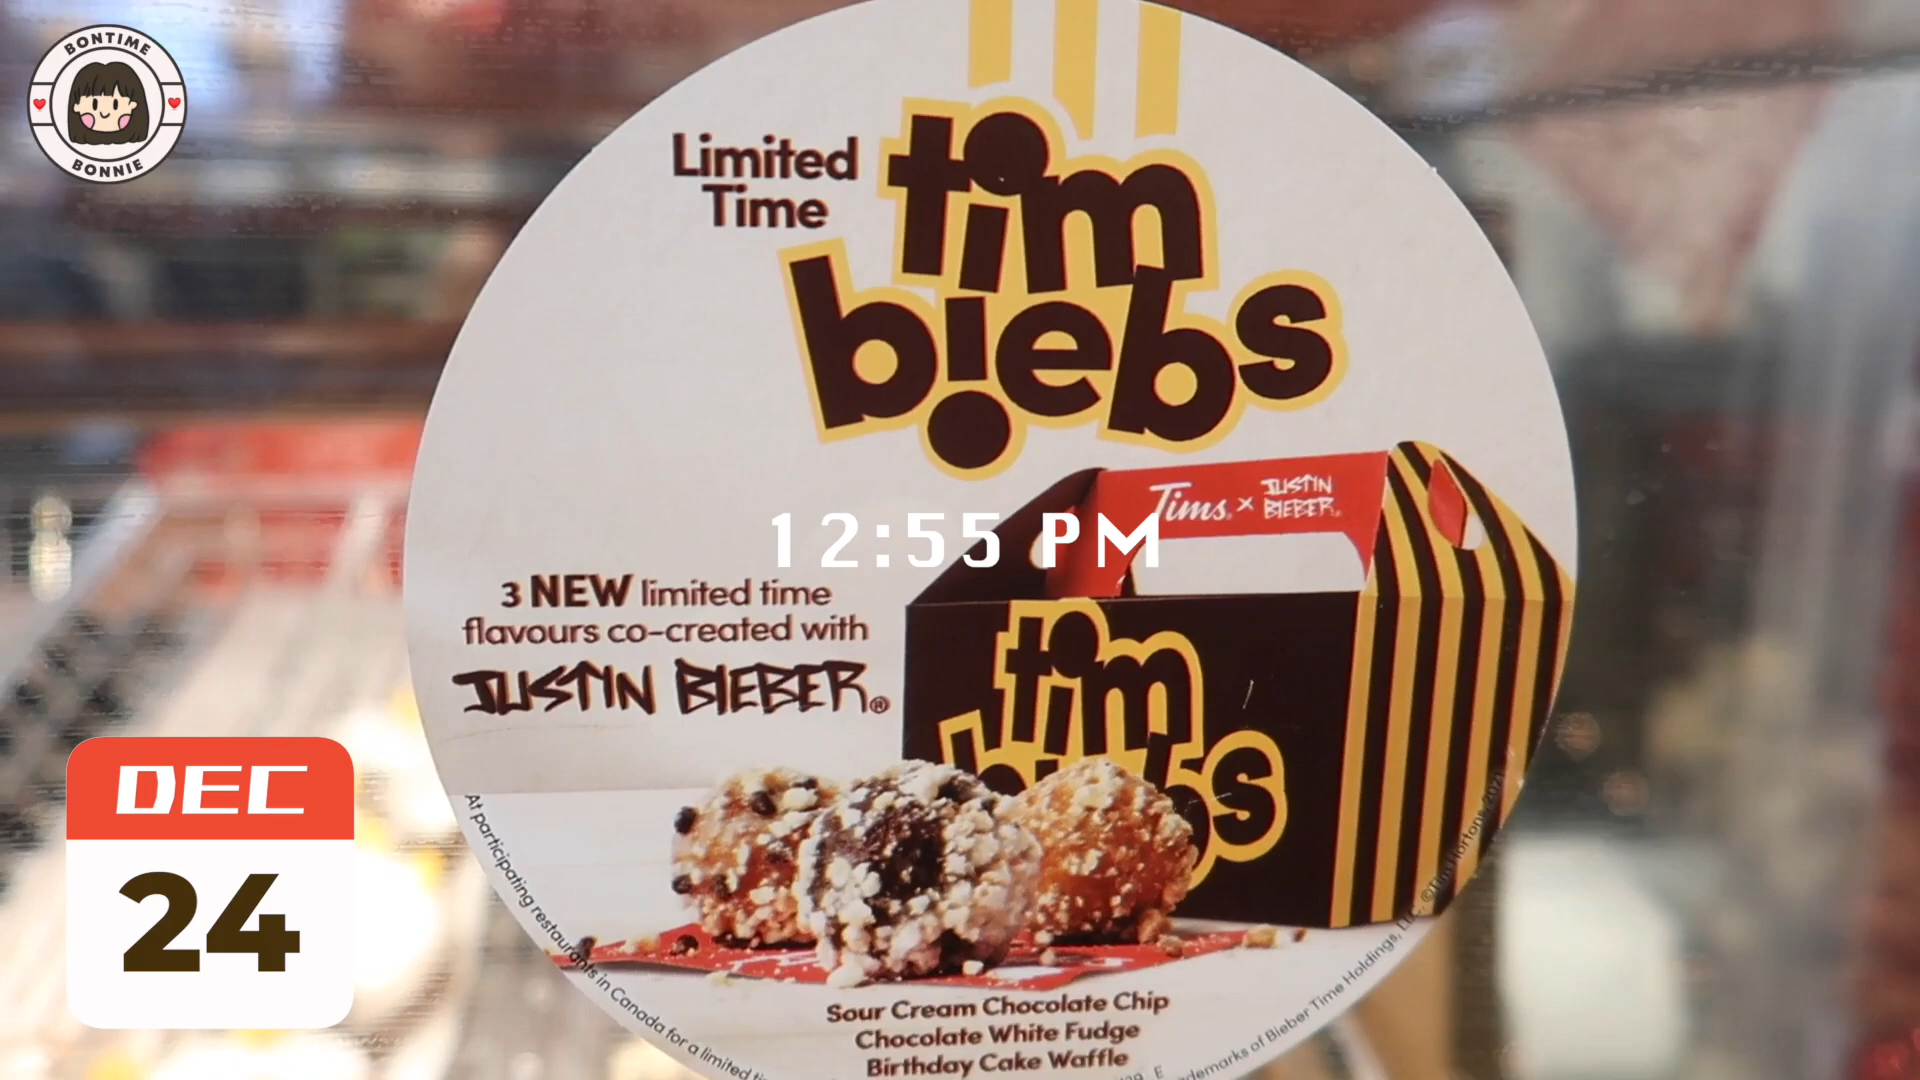 BONTIME
BONNIE
Limited
Time
tim
biebs
Tims × JUSTIN
BIEBER
12:55 PM
3 NEW limited time
flavours co-created with
JUSTIN BIEBER®
tim
DEC
24
Sour Cream Chocolate Chip
Chocolate White Fudge
Birthday Cake Waffle
At participating restaurants in Canada for a limited
©Tim Hortons, 2021
demarks of Bieber Time Holdings, LLC.